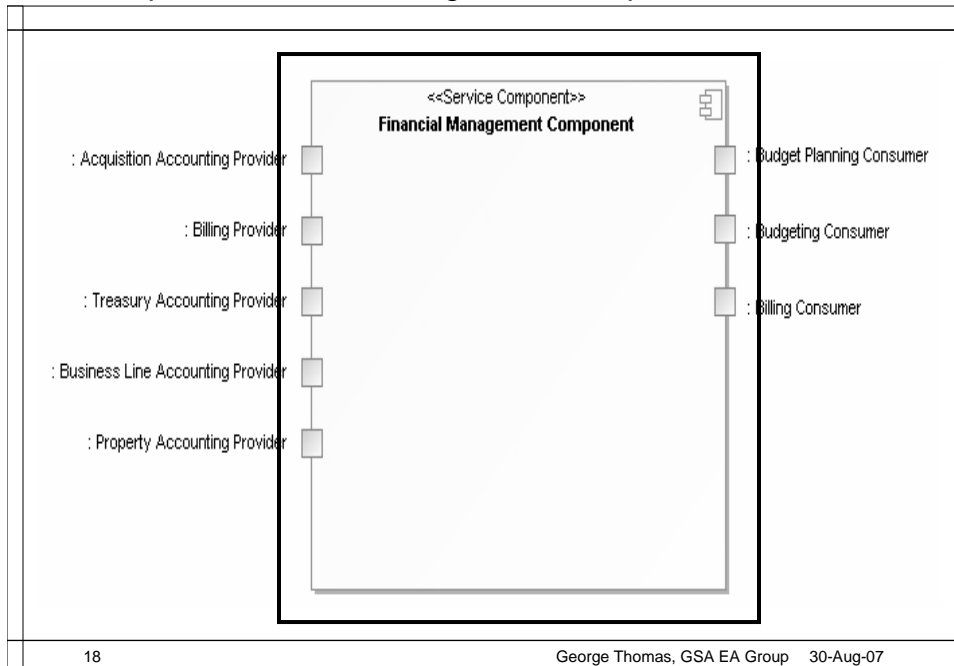 <<Service Component>>
Financial Management Component
: Acquisition Accounting Provider
: Billing Provider
: Treasury Accounting Provider
: Business Line Accounting Provider
: Property Accounting Provider
: Budget Planning Consumer
: Budgeting Consumer
: Billing Consumer
18
George Thomas, GSA EA Group 30-Aug-07